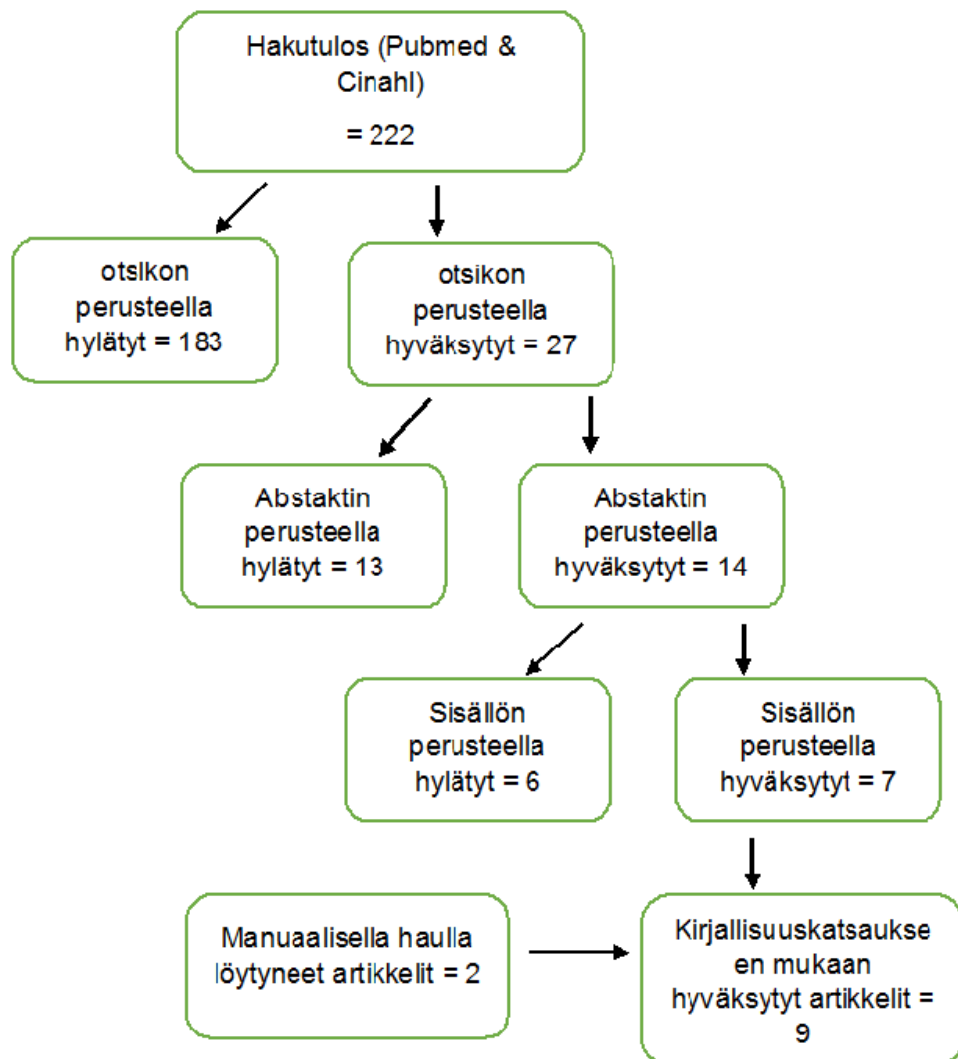 Hakutulos (Pubmed &
Cinahl)
= 222
otsikon
perusteella
hylätyt = 183
otsikon
perusteella
hyväksytyt = 27
Abstaktin
perusteella
hylätyt = 13
Abstaktin
perusteella
hyväksytyt = 14
Sisällön
perusteella
hylätyt = 6
Sisällön
perusteella
hyväksytyt = 7
Manuaalisella haulla
löytyneet artikkelit = 2
Kirjallisuuskatsaukse
en mukaan
hyväksytyt artikkelit =
9